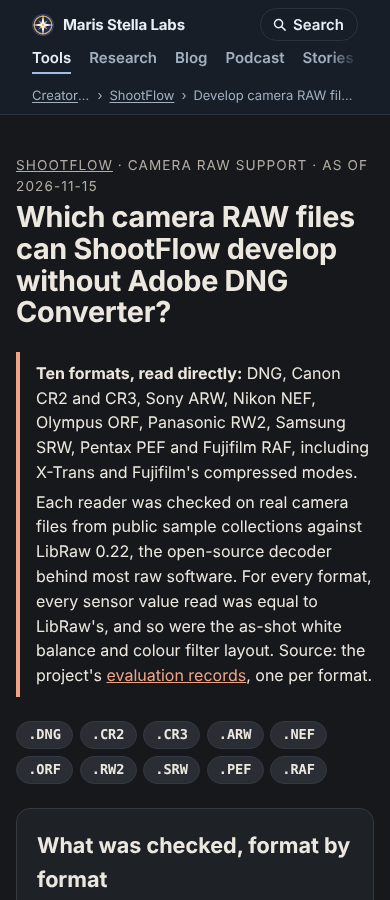 Maris Stella Labs
Search
Tools Research Blog Podcast Stories
Creator… › ShootFlow › Develop camera RAW fil…
SHOOTFLOW · CAMERA RAW SUPPORT · AS OF
2026-11-15
Which camera RAW files
can ShootFlow develop
without Adobe DNG
Converter?
Ten formats, read directly: DNG, Canon
CR2 and CR3, Sony ARW, Nikon NEF,
Olympus ORF, Panasonic RW2, Samsung
SRW, Pentax PEF and Fujifilm RAF, including
X-Trans and Fujifilm's compressed modes.
Each reader was checked on real camera
files from public sample collections against
LibRaw 0.22, the open-source decoder
behind most raw software. For every format,
every sensor value read was equal to
LibRaw's, and so were the as-shot white
balance and colour filter layout. Source: the
project's evaluation records, one per format.
.DNG .CR2 .CR3 .ARW .NEF
.ORF .RW2 .SRW .PEF .RAF
What was checked, format by
format